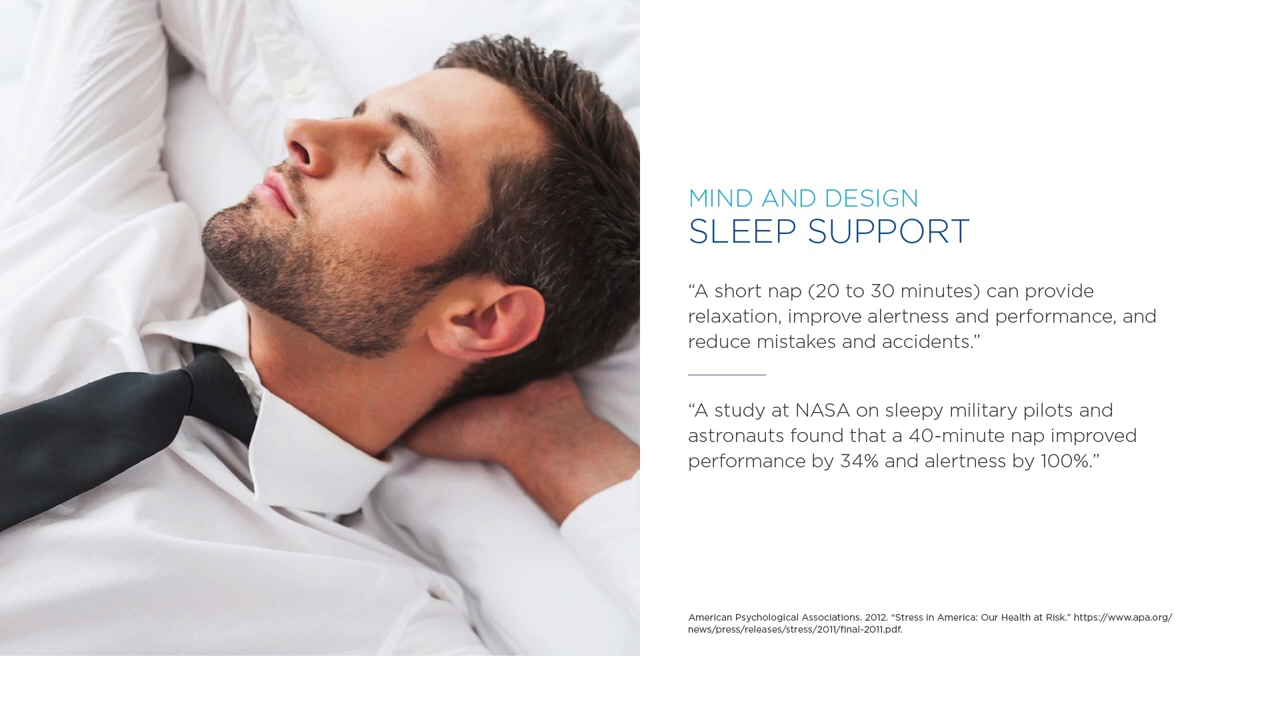 MIND AND DESIGN
SLEEP SUPPORT
“A short nap (20 to 30 minutes) can provide
relaxation, improve alertness and performance, and
reduce mistakes and accidents.”
“A study at NASA on sleepy military pilots and
astronauts found that a 40-minute nap improved
performance by 34% and alertness by 100%.”
American Psychological Associations. 2012. “Stress in America: Our Health at Risk.” https://www.apa.org/
news/press/releases/stress/2011/final-2011.pdf.